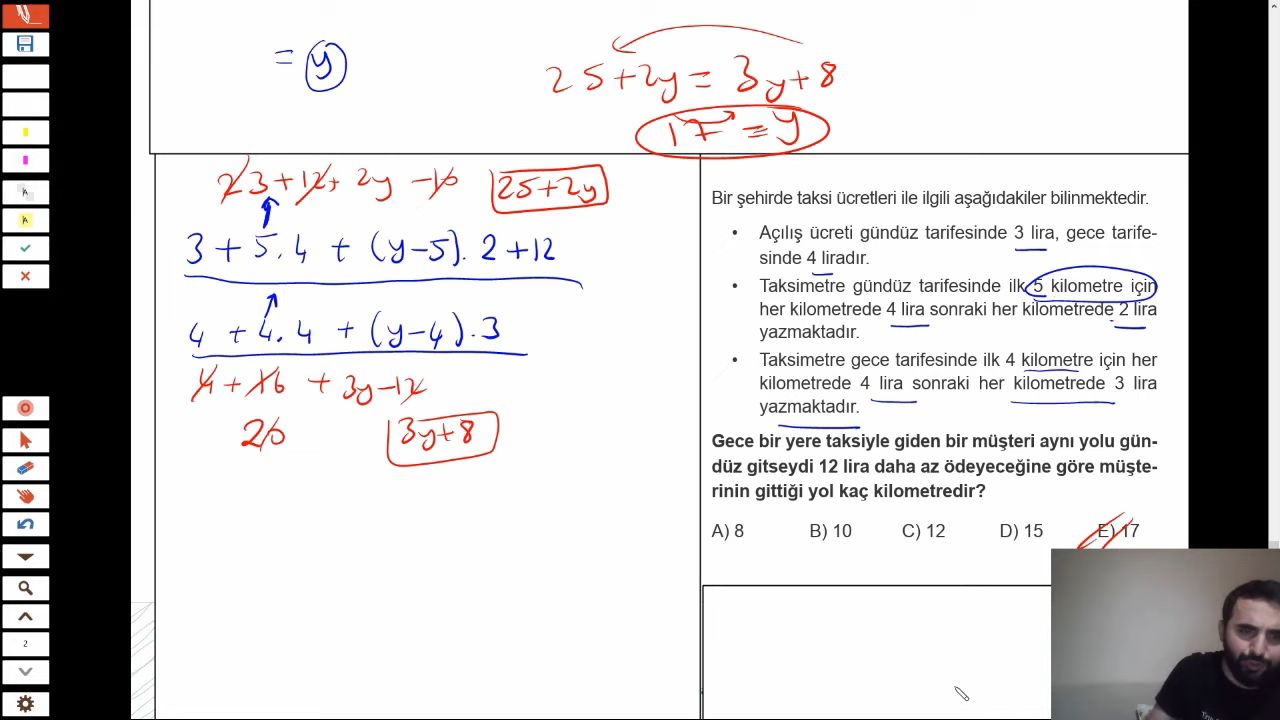 = y
25+2y = 3y+8
17 = y
23+12+ 2y -10
25+2y
3 + 5.4 + (y-5).2+12
4 + 4.4 + (y-4).3
4+16 + 3y-12
20
3y+8
Bir şehirde taksi ücretleri ile ilgili aşağıdakiler bilinmektedir.
• Açılış ücreti gündüz tarifesinde 3 lira, gece tarife-
sinde 4 liradır.
• Taksimetre gündüz tarifesinde ilk 5 kilometre için
her kilometrede 4 lira sonraki her kilometrede 2 lira
yazmaktadır.
• Taksimetre gece tarifesinde ilk 4 kilometre için her
kilometrede 4 lira sonraki her kilometrede 3 lira
yazmaktadır.
Gece bir yere taksiyle giden bir müşteri aynı yolu gün-
düz gitseydi 12 lira daha az ödeyeceğine göre müşte-
rinin gittiği yol kaç kilometredir?
A) 8 B) 10 C) 12 D) 15 E) 17
2